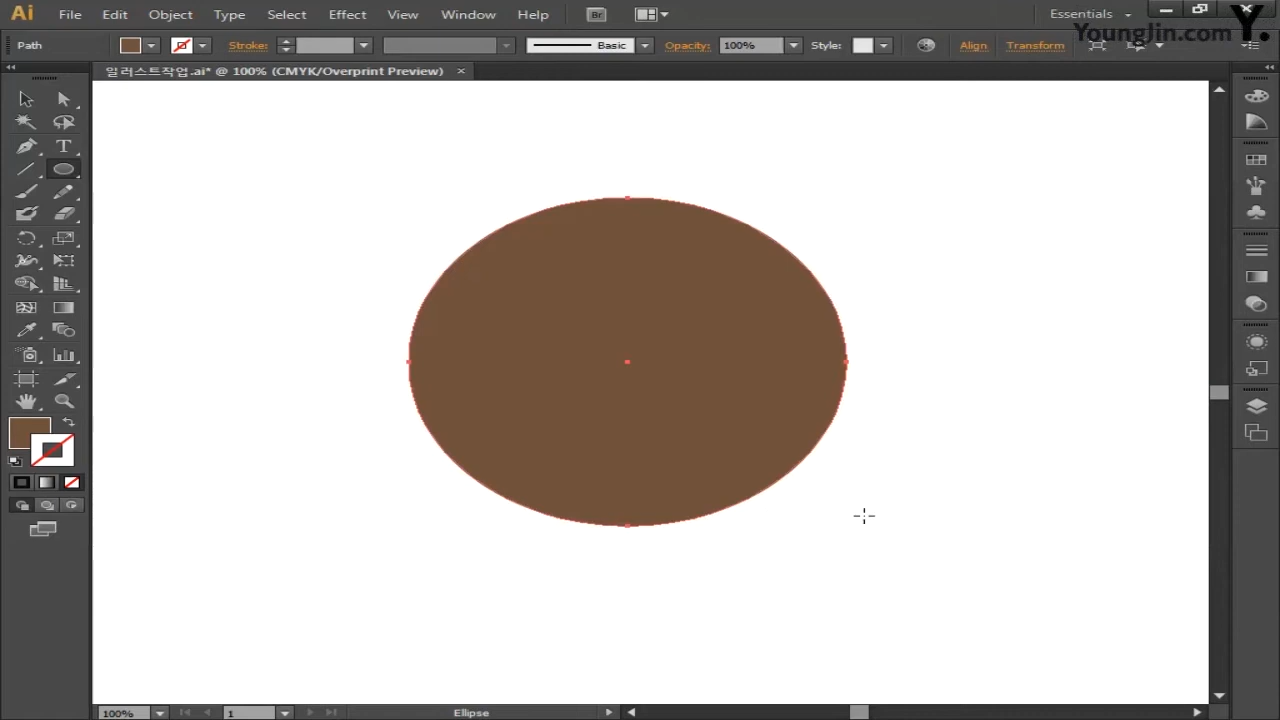 Ai File Edit Object Type Select Effect View Window Help Br Essentials
YoungJin.com Y.
Path Stroke: Basic Opacity: 100% Style: Align Transform
일러스트작업.ai* @ 100% (CMYK/Overprint Preview) ×
T
100% 1 Ellipse